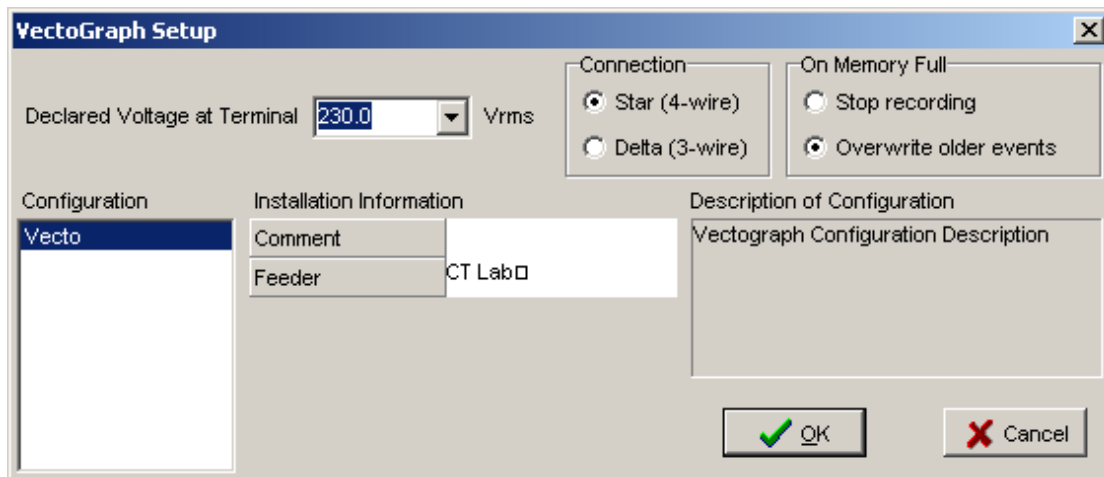 VectoGraph Setup
Declared Voltage at Terminal 230.0 Vrms
Connection
Star (4-wire)
Delta (3-wire)
On Memory Full
Stop recording
Overwrite older events
Configuration
Vecto
Installation Information
Comment
Feeder CT Lab□
Description of Configuration
Vectograph Configuration Description
OK
Cancel